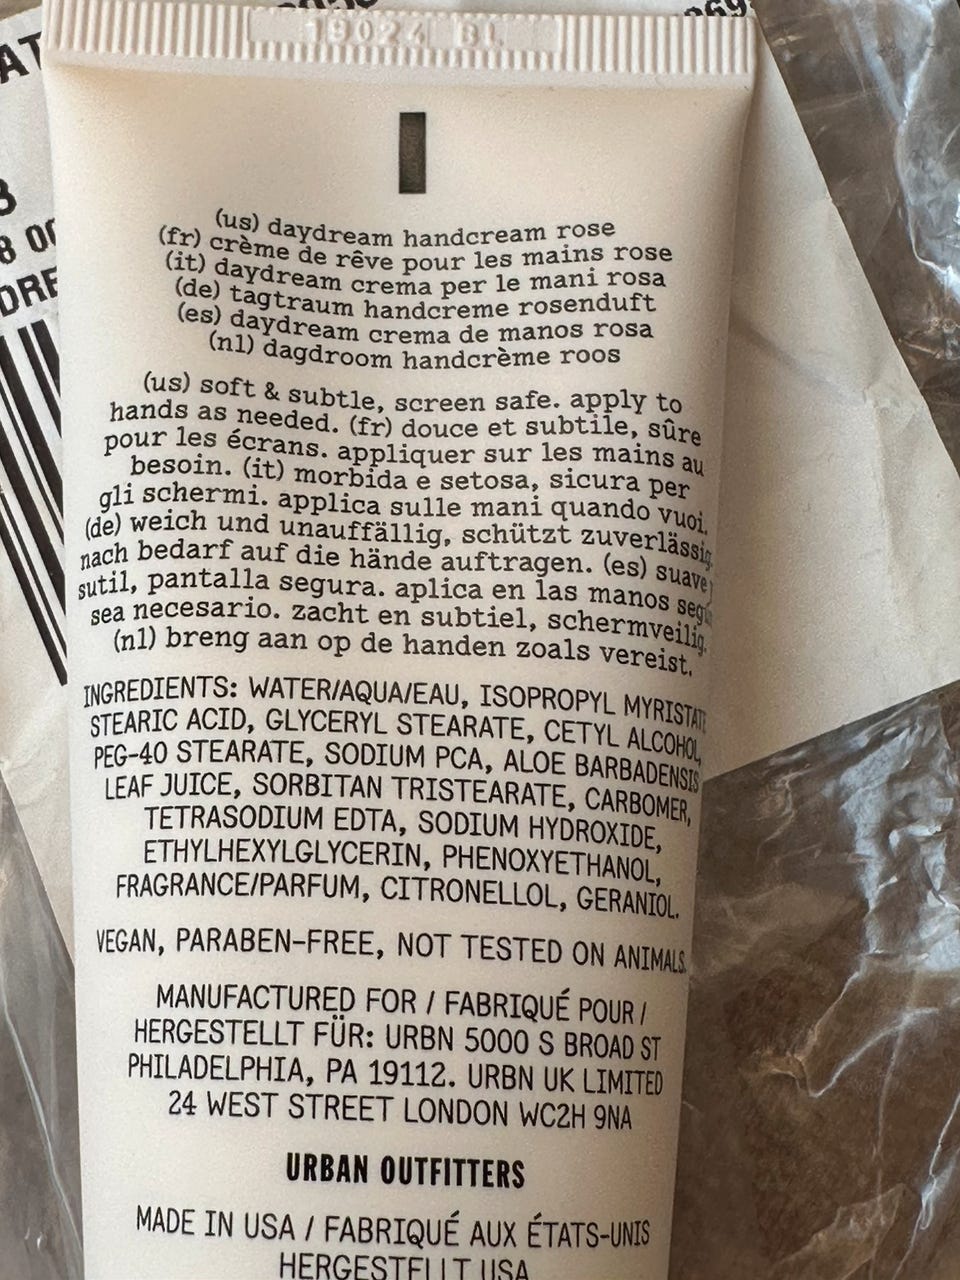 19024 BL
(us) daydream handcream rose
(fr) crème de rêve pour les mains rose
(it) daydream crema per le mani rosa
(de) tagtraum handcreme rosenduft
(es) daydream crema de manos rosa
(nl) dagdroom handcrème roos
(us) soft & subtle, screen safe. apply to
hands as needed. (fr) douce et subtile, sûre
pour les écrans. appliquer sur les mains au
besoin. (it) morbida e setosa, sicura per
gli schermi. applica sulle mani quando vuoi.
(de) weich und unauffällig, schützt zuverlässig.
nach bedarf auf die hände auftragen. (es) suave
sutil, pantalla segura. aplica en las manos
sea necesario. zacht en subtiel, schermveilig.
(nl) breng aan op de handen zoals vereist.
INGREDIENTS: WATER/AQUA/EAU, ISOPROPYL MYRISTATE
STEARIC ACID, GLYCERYL STEARATE, CETYL ALCOHOL,
PEG-40 STEARATE, SODIUM PCA, ALOE BARBADENSIS
LEAF JUICE, SORBITAN TRISTEARATE, CARBOMER,
TETRASODIUM EDTA, SODIUM HYDROXIDE,
ETHYLHEXYLGLYCERIN, PHENOXYETHANOL,
FRAGRANCE/PARFUM, CITRONELLOL, GERANIOL.
VEGAN, PARABEN-FREE, NOT TESTED ON ANIMALS.
MANUFACTURED FOR / FABRIQUÉ POUR /
HERGESTELLT FÜR: URBN 5000 S BROAD ST
PHILADELPHIA, PA 19112. URBN UK LIMITED
24 WEST STREET LONDON WC2H 9NA
URBAN OUTFITTERS
MADE IN USA / FABRIQUÉ AUX ÉTATS-UNIS
HERGESTELLT USA